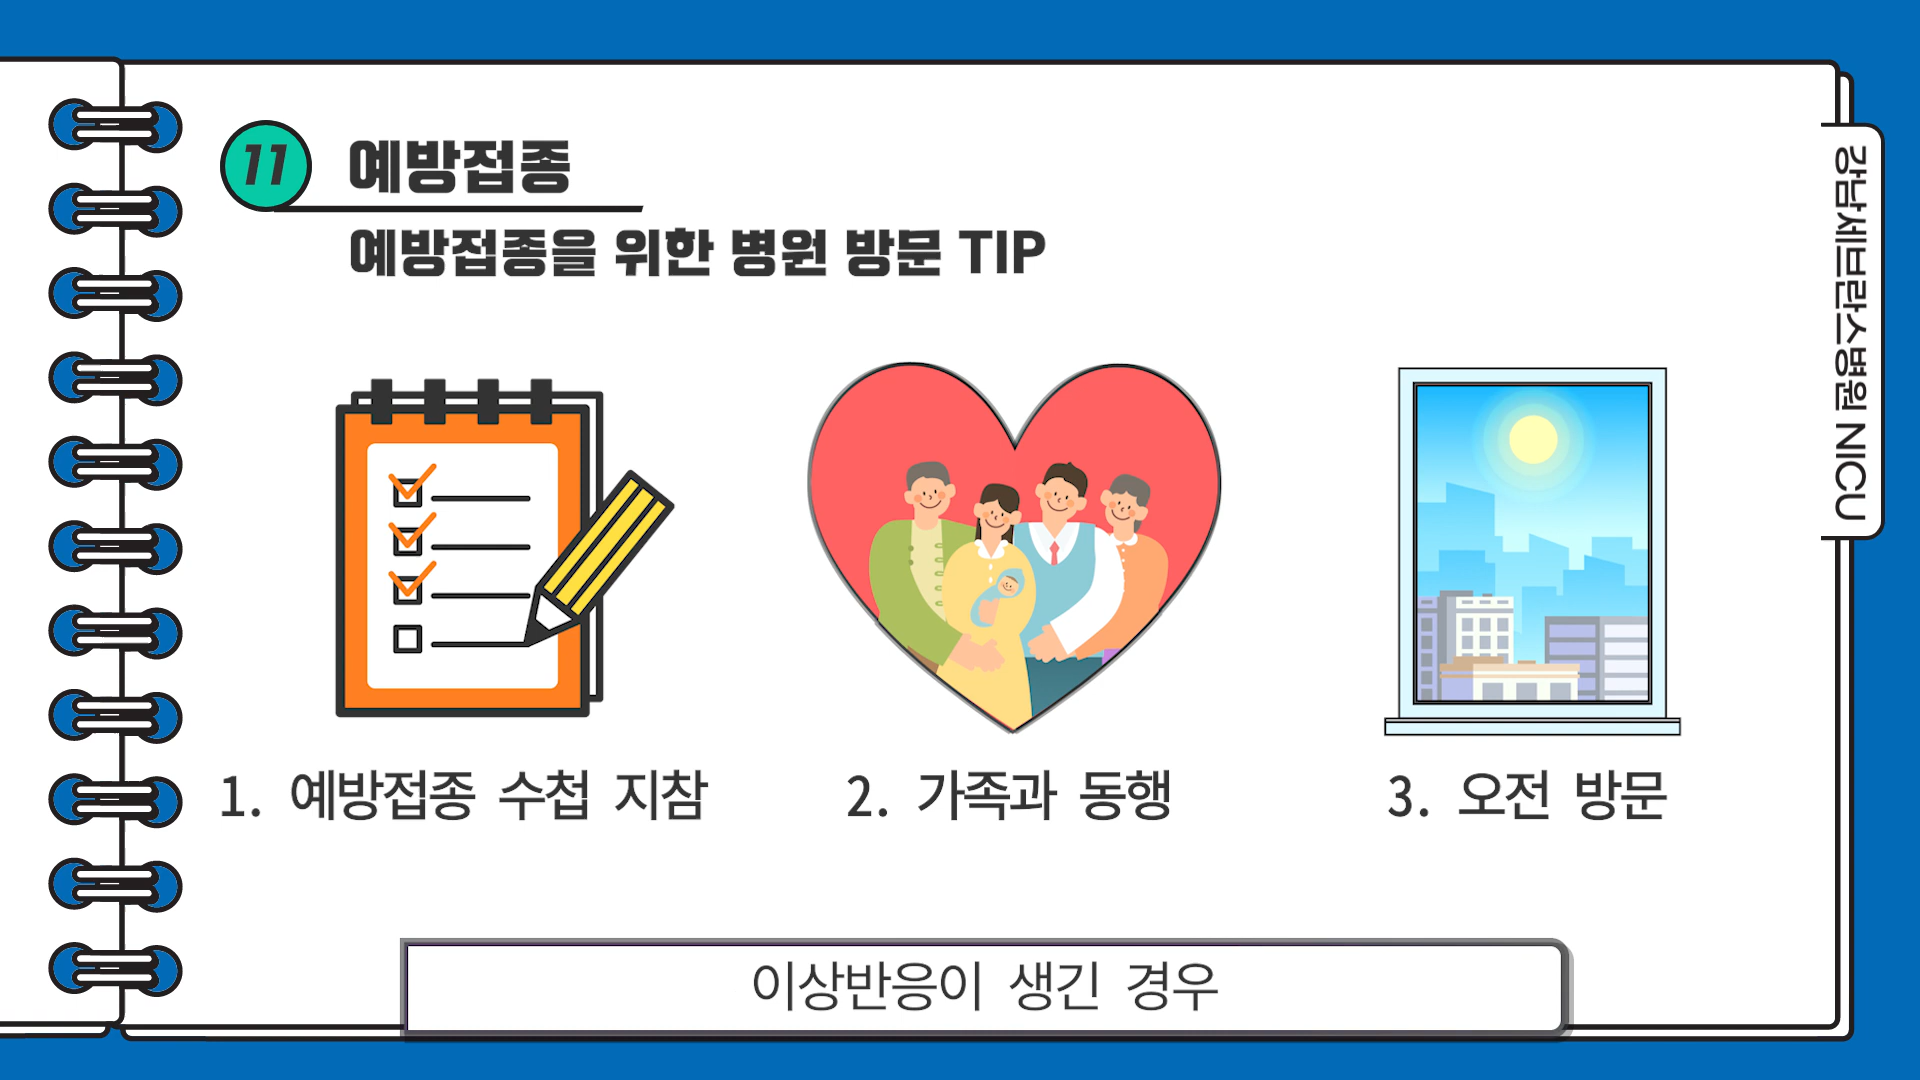 11 예방접종
예방접종을 위한 병원 방문 TIP
강남세브란스병원 NICU
1. 예방접종 수첩 지참
2. 가족과 동행
3. 오전 방문
이상반응이 생긴 경우